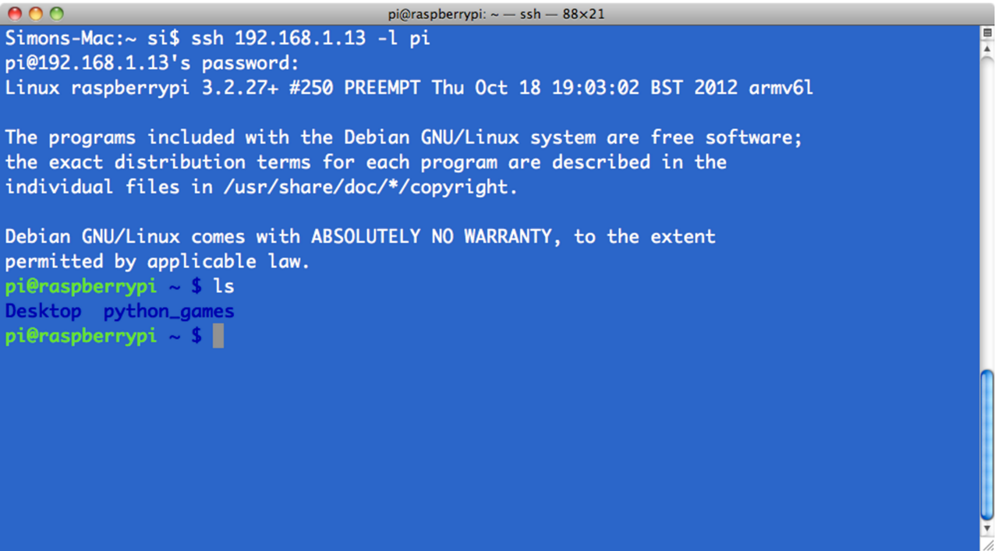 pi@raspberrypi: ~ — ssh — 88×21
Simons-Mac:~ si$ ssh 192.168.1.13 -l pi
pi@192.168.1.13's password:
Linux raspberrypi 3.2.27+ #250 PREEMPT Thu Oct 18 19:03:02 BST 2012 armv6l
The programs included with the Debian GNU/Linux system are free software;
the exact distribution terms for each program are described in the
individual files in /usr/share/doc/*/copyright.
Debian GNU/Linux comes with ABSOLUTELY NO WARRANTY, to the extent
permitted by applicable law.
pi@raspberrypi ~ $ ls
Desktop  python_games
pi@raspberrypi ~ $